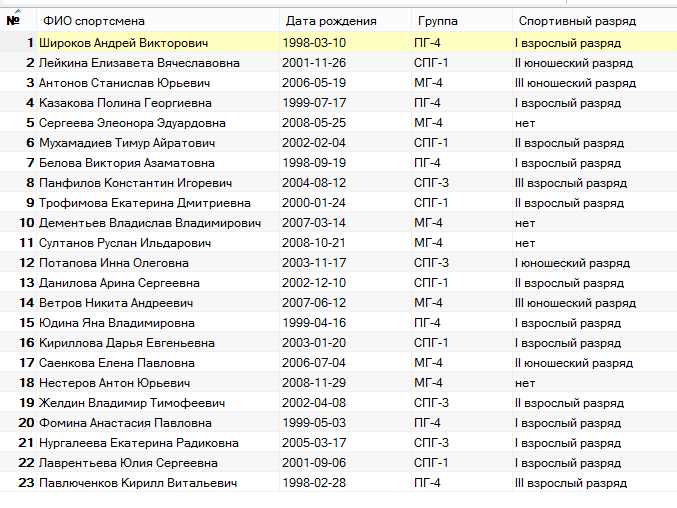 № ФИО спортсмена Дата рождения Группа Спортивный разряд
1 Широков Андрей Викторович 1998-03-10 ПГ-4 I взрослый разряд
2 Лейкина Елизавета Вячеславовна 2001-11-26 СПГ-1 II юношеский разряд
3 Антонов Станислав Юрьевич 2006-05-19 МГ-4 III юношеский разряд
4 Казакова Полина Георгиевна 1999-07-17 ПГ-4 I взрослый разряд
5 Сергеева Элеонора Эдуардовна 2008-05-25 МГ-4 нет
6 Мухамадиев Тимур Айратович 2002-02-04 СПГ-1 II взрослый разряд
7 Белова Виктория Азаматовна 1998-09-19 ПГ-4 I взрослый разряд
8 Панфилов Константин Игоревич 2004-08-12 СПГ-3 III взрослый разряд
9 Трофимова Екатерина Дмитриевна 2000-01-24 СПГ-1 II взрослый разряд
10 Дементьев Владислав Владимирович 2007-03-14 МГ-4 нет
11 Султанов Руслан Ильдарович 2008-10-21 МГ-4 нет
12 Потапова Инна Олеговна 2003-11-17 СПГ-3 I юношеский разряд
13 Данилова Арина Сергеевна 2002-12-10 СПГ-1 II взрослый разряд
14 Ветров Никита Андреевич 2007-06-12 МГ-4 III юношеский разряд
15 Юдина Яна Владимировна 1999-04-16 ПГ-4 I взрослый разряд
16 Кириллова Дарья Евгеньевна 2003-01-20 СПГ-1 I взрослый разряд
17 Саенкова Елена Павловна 2006-07-04 МГ-4 II юношеский разряд
18 Нестеров Антон Юрьевич 2008-11-29 МГ-4 нет
19 Желдин Владимир Тимофеевич 2002-04-08 СПГ-3 II взрослый разряд
20 Фомина Анастасия Павловна 1999-05-03 ПГ-4 I взрослый разряд
21 Нургалеева Екатерина Радиковна 2005-03-17 СПГ-3 I взрослый разряд
22 Лаврентьева Юлия Сергеевна 2001-09-06 СПГ-1 I взрослый разряд
23 Павлюченков Кирилл Витальевич 1998-02-28 ПГ-4 III взрослый разряд